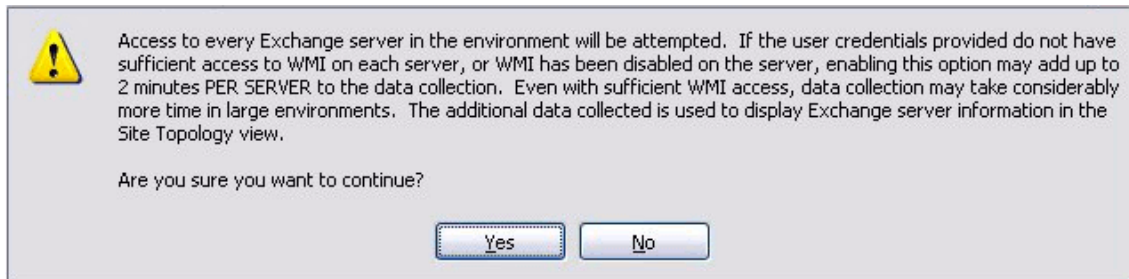 Access to every Exchange server in the environment will be attempted.  If the user credentials provided do not have
sufficient access to WMI on each server, or WMI has been disabled on the server, enabling this option may add up to
2 minutes PER SERVER to the data collection.  Even with sufficient WMI access, data collection may take considerably
more time in large environments.  The additional data collected is used to display Exchange server information in the
Site Topology view.
Are you sure you want to continue?
Yes
No